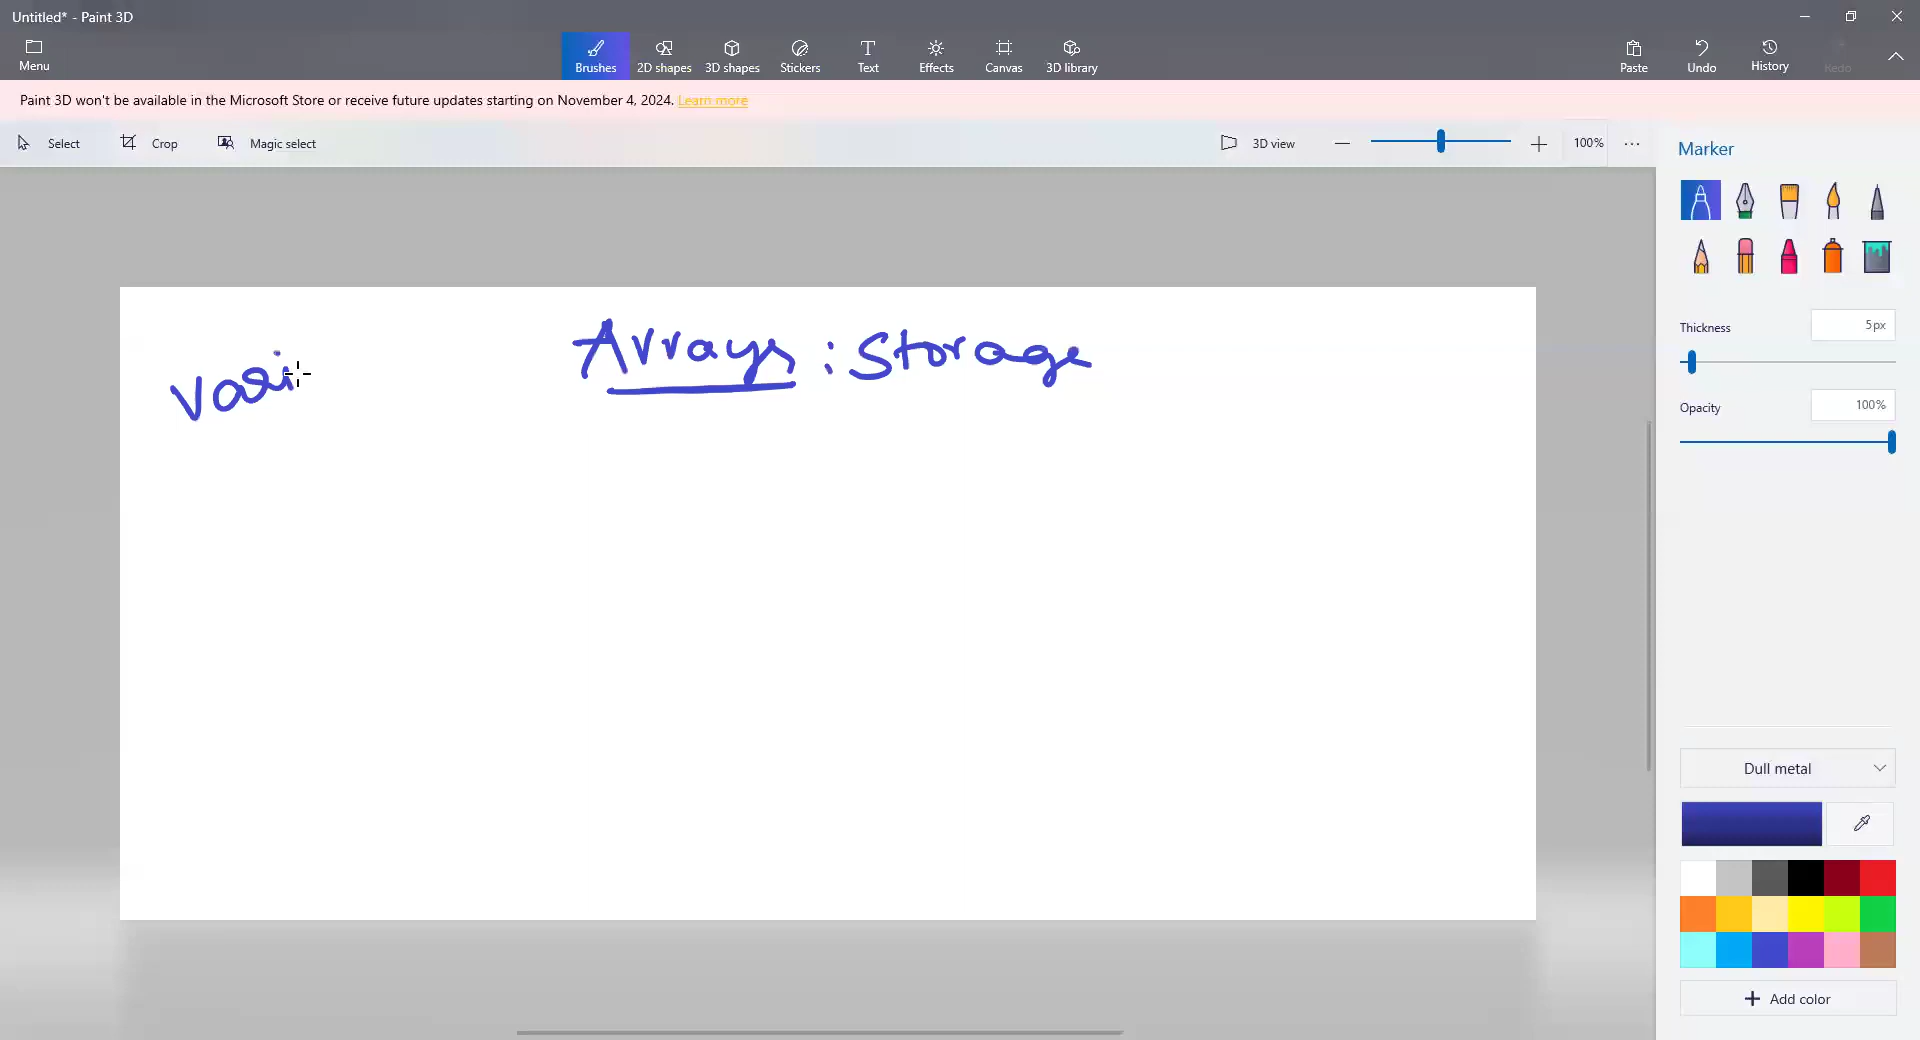 Untitled* - Paint 3D
Menu
Brushes 2D shapes 3D shapes Stickers Text Effects Canvas 3D library
Paste Undo History Redo
Paint 3D won't be available in the Microsoft Store or receive future updates starting on November 4, 2024. Learn more
Select Crop Magic select 3D view 100% ...
Marker
Thickness 5px
Opacity 100%
Arrays : Storage
vari
Dull metal
Add color